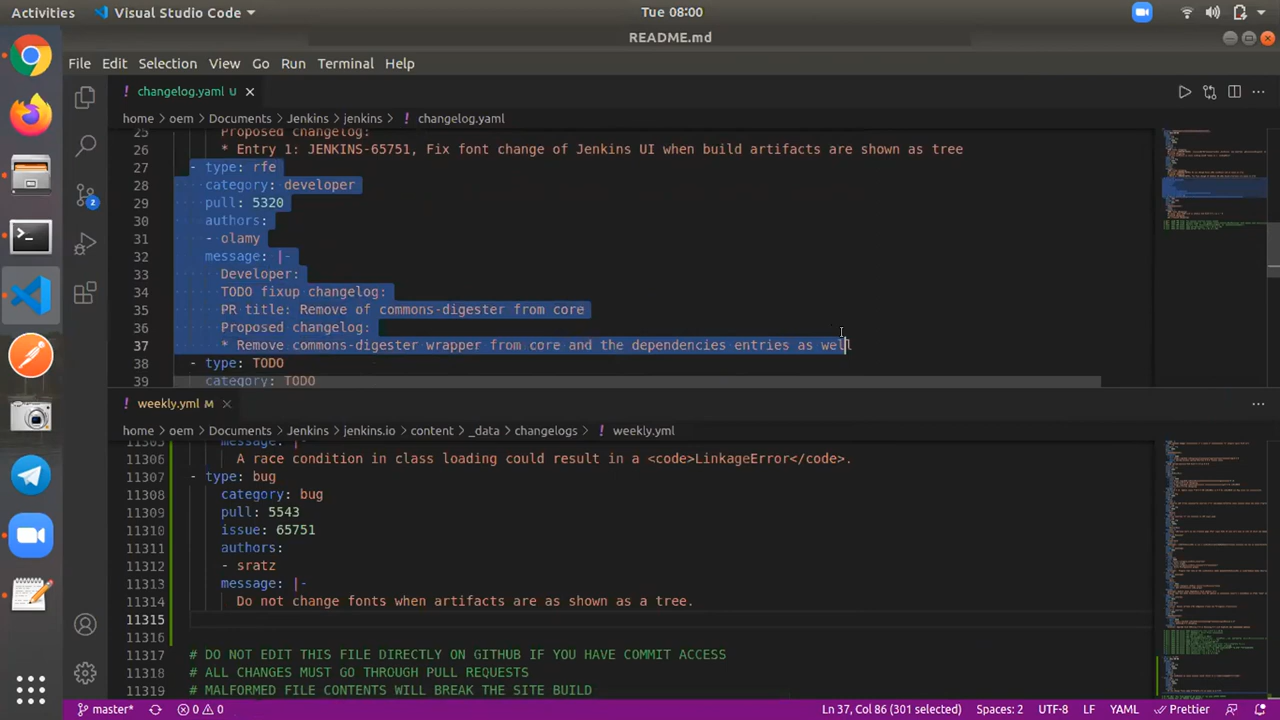 Activities
Visual Studio Code
Tue 08:00
README.md
File Edit Selection View Go Run Terminal Help
! changelog.yaml U
home > oem > Documents > Jenkins > jenkins > ! changelog.yaml
25 Proposed changelog:
26 * Entry 1: JENKINS-65751, Fix font change of Jenkins UI when build artifacts are shown as tree
27 - type: rfe
28 category: developer
29 pull: 5320
30 authors:
31 - olamy
32 message: |-
33 Developer:
34 TODO fixup changelog:
35 PR title: Remove of commons-digester from core
36 Proposed changelog:
37 * Remove commons-digester wrapper from core and the dependencies entries as well
38 - type: TODO
39 category: TODO
! weekly.yml M
home > oem > Documents > Jenkins > jenkins.io > content > _data > changelogs > ! weekly.yml
11305 message: |-
11306 A race condition in class loading could result in a <code>LinkageError</code>.
11307 - type: bug
11308 category: bug
11309 pull: 5543
11310 issue: 65751
11311 authors:
11312 - sratz
11313 message: |-
11314 Do not change fonts when artifacts are as shown as a tree.
11315
11316
11317 # DO NOT EDIT THIS FILE DIRECTLY ON GITHUB IF YOU HAVE COMMIT ACCESS
11318 # ALL CHANGES MUST GO THROUGH PULL REQUESTS
11319 # MALFORMED FILE CONTENTS WILL BREAK THE SITE BUILD
2
master* 0 0 Ln 37, Col 86 (301 selected) Spaces: 2 UTF-8 LF YAML Prettier